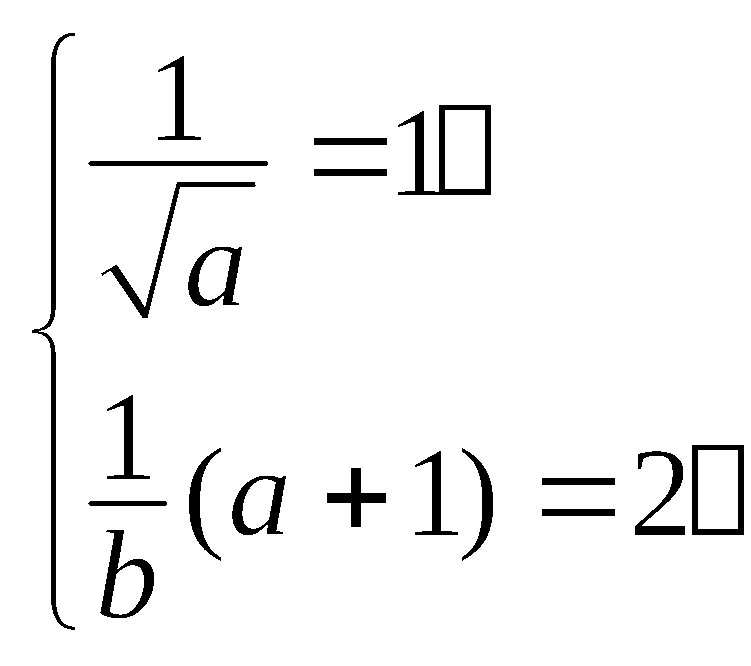 1/√a = 1□
1/b (a + 1) = 2□